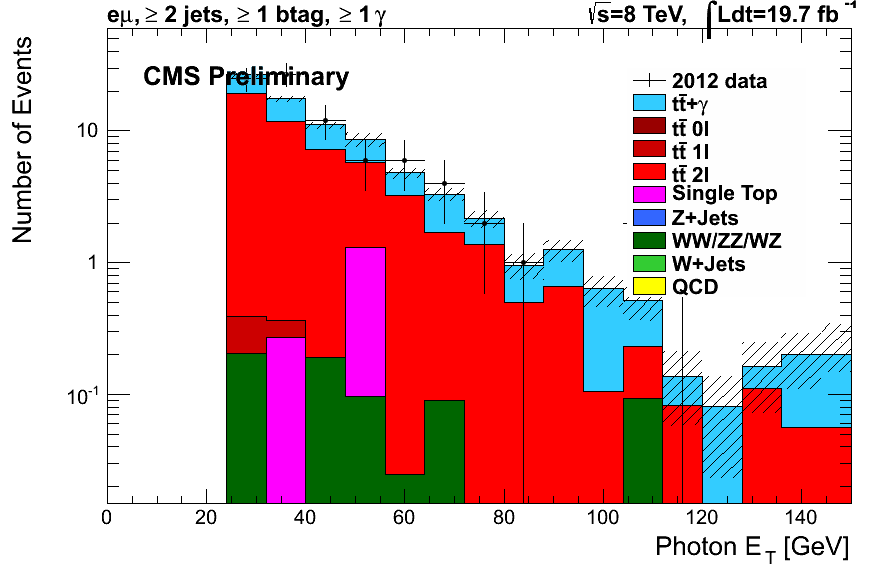 eμ, ≥ 2 jets, ≥ 1 btag, ≥ 1 γ
√s=8 TeV, ∫Ldt=19.7 fb⁻¹
CMS Preliminary
2012 data
tt̄+γ
tt̄ 0l
tt̄ 1l
tt̄ 2l
Single Top
Z+Jets
WW/ZZ/WZ
W+Jets
QCD
Number of Events
10
1
10⁻¹
0 20 40 60 80 100 120 140
Photon E_T [GeV]